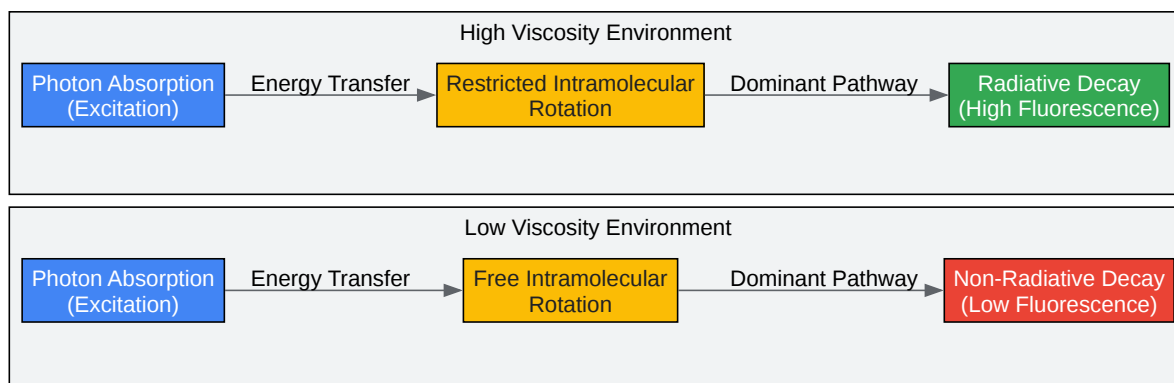 High Viscosity Environment
Photon Absorption
(Excitation)
Energy Transfer
Restricted Intramolecular
Rotation
Dominant Pathway
Radiative Decay
(High Fluorescence)
Low Viscosity Environment
Photon Absorption
(Excitation)
Energy Transfer
Free Intramolecular
Rotation
Dominant Pathway
Non-Radiative Decay
(Low Fluorescence)